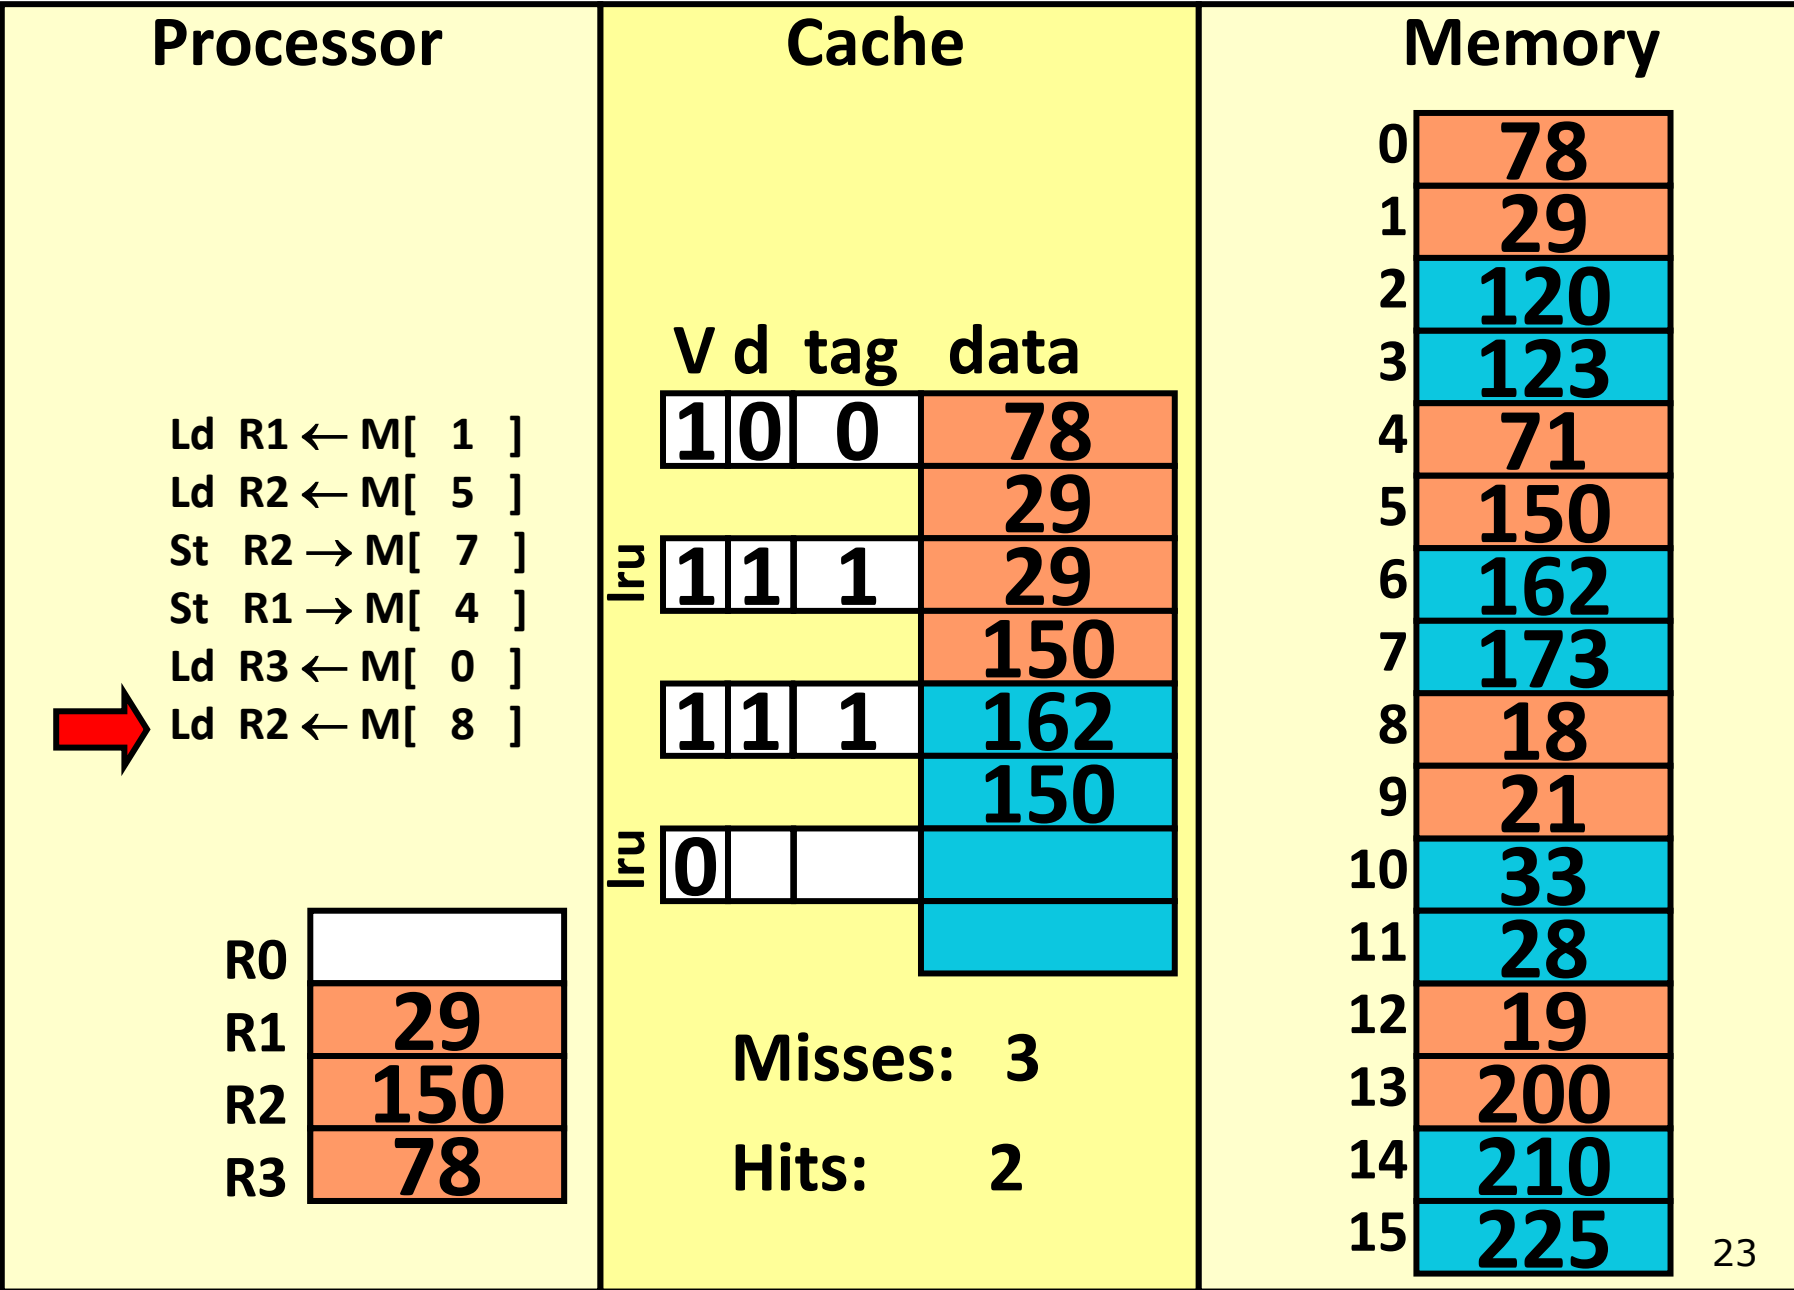 Processor
Ld R1 ← M[ 1 ]
Ld R2 ← M[ 5 ]
St R2 → M[ 7 ]
St R1 → M[ 4 ]
Ld R3 ← M[ 0 ]
Ld R2 ← M[ 8 ]
R0
R1 29
R2 150
R3 78
Cache
V d tag data
1 0 0 78
29
lru 1 1 1 29
150
1 1 1 162
150
lru 0
Misses: 3
Hits: 2
Memory
0 78
1 29
2 120
3 123
4 71
5 150
6 162
7 173
8 18
9 21
10 33
11 28
12 19
13 200
14 210
15 225
23